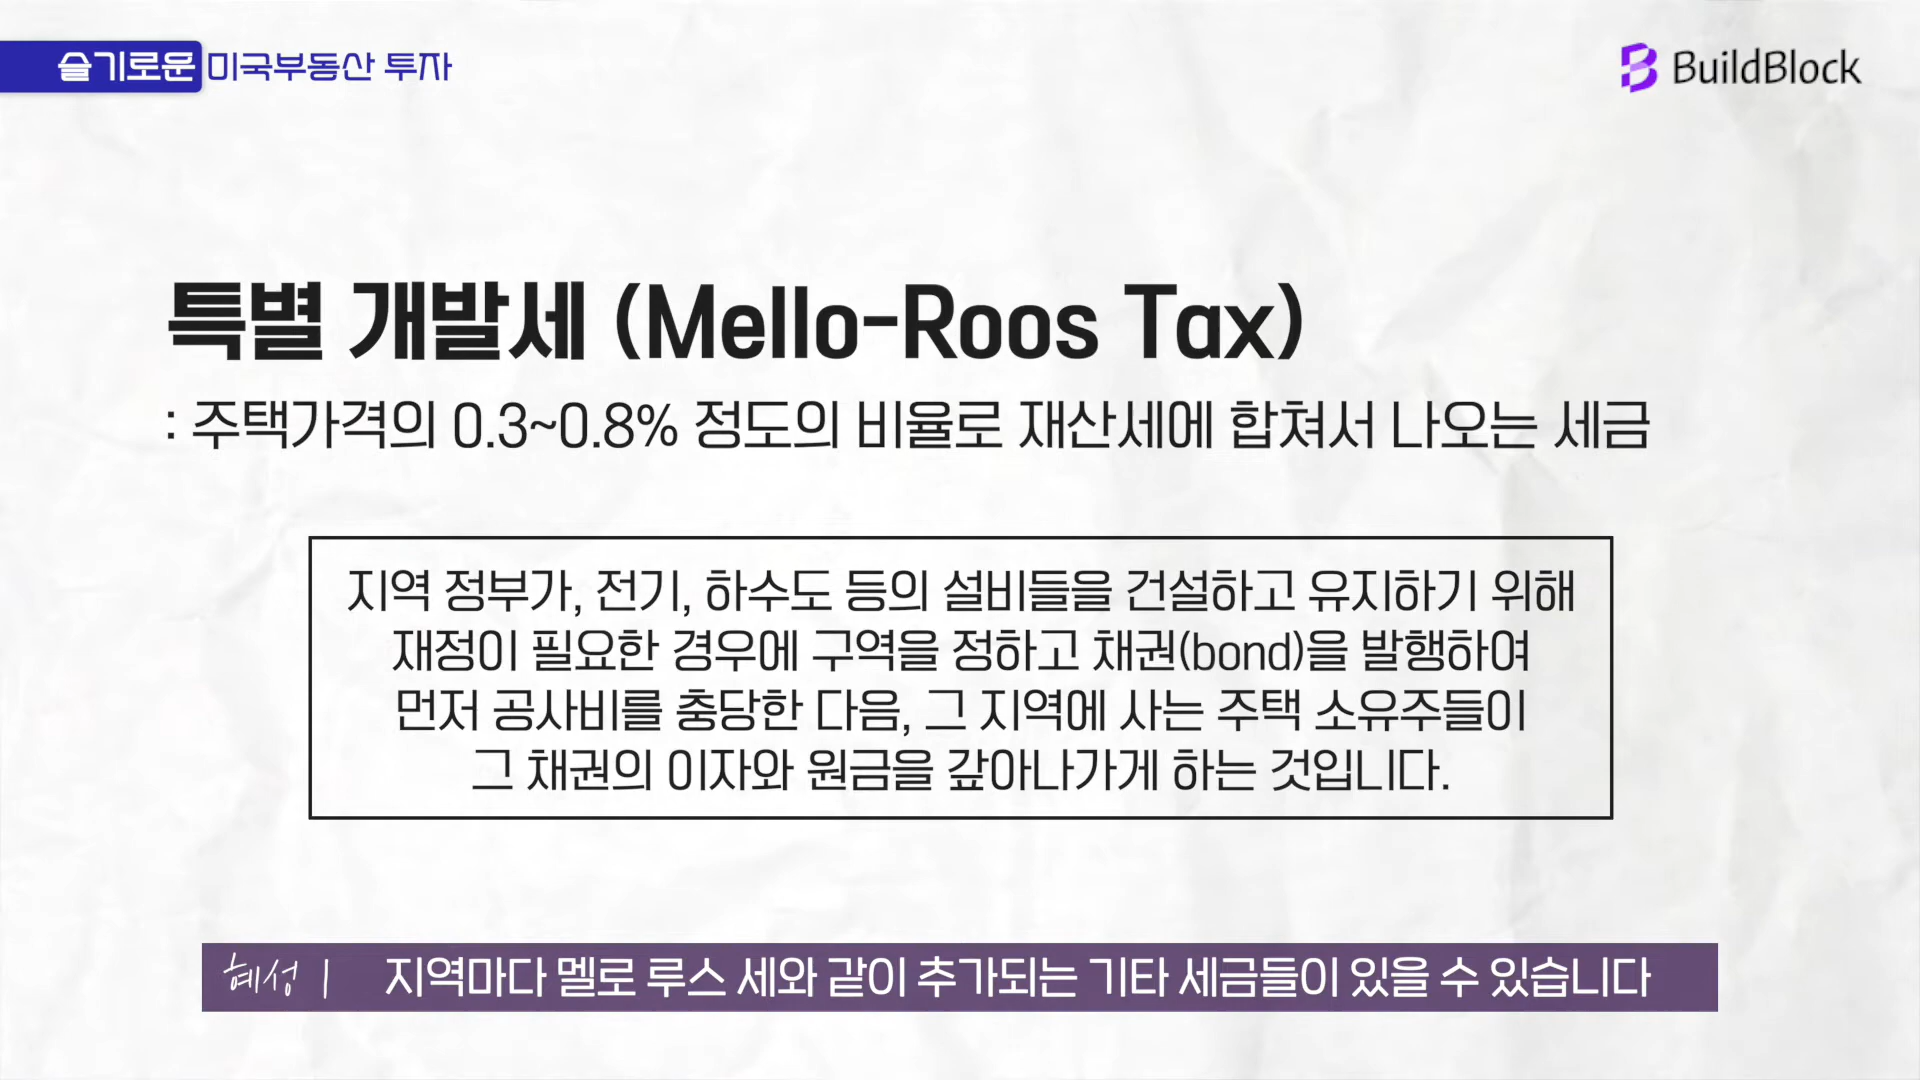 슬기로운 미국부동산 투자
BuildBlock
특별 개발세 (Mello-Roos Tax)
: 주택가격의 0.3~0.8% 정도의 비율로 재산세에 합쳐서 나오는 세금
지역 정부가, 전기, 하수도 등의 설비들을 건설하고 유지하기 위해
재정이 필요한 경우에 구역을 정하고 채권(bond)을 발행하여
먼저 공사비를 충당한 다음, 그 지역에 사는 주택 소유주들이
그 채권의 이자와 원금을 갚아나가게 하는 것입니다.
혜성 | 지역마다 멜로 루스 세와 같이 추가되는 기타 세금들이 있을 수 있습니다